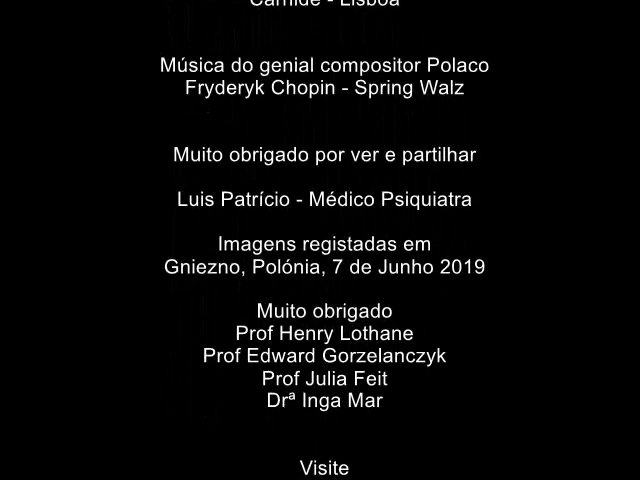 Carnide - Lisboa
Música do genial compositor Polaco
Fryderyk Chopin - Spring Walz
Muito obrigado por ver e partilhar
Luis Patrício - Médico Psiquiatra
Imagens registadas em
Gniezno, Polónia, 7 de Junho 2019
Muito obrigado
Prof Henry Lothane
Prof Edward Gorzelanczyk
Prof Julia Feit
Drª Inga Mar
Visite